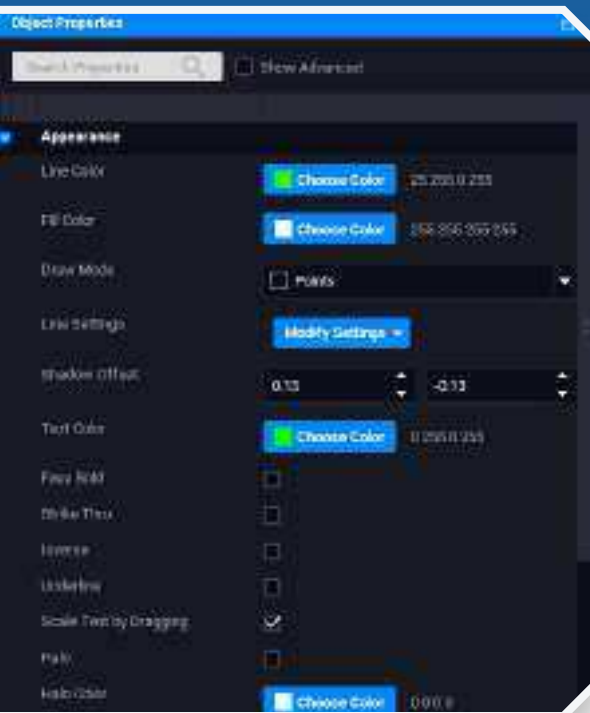 Object Properties
Search Properties
Show Advanced
Appearance
Line Color
Choose Color
25 255 0 255
Fill Color
Choose Color
255 255 255 255
Draw Mode
Points
Line Settings
Modify Settings
Shadow Offset
0.13
-0.13
Text Color
Choose Color
0 255 0 255
Faux Bold
Strike Thru
Inverse
Underline
Scale Text by Dragging
Halo
Halo Color
Choose Color
0 0 0 0